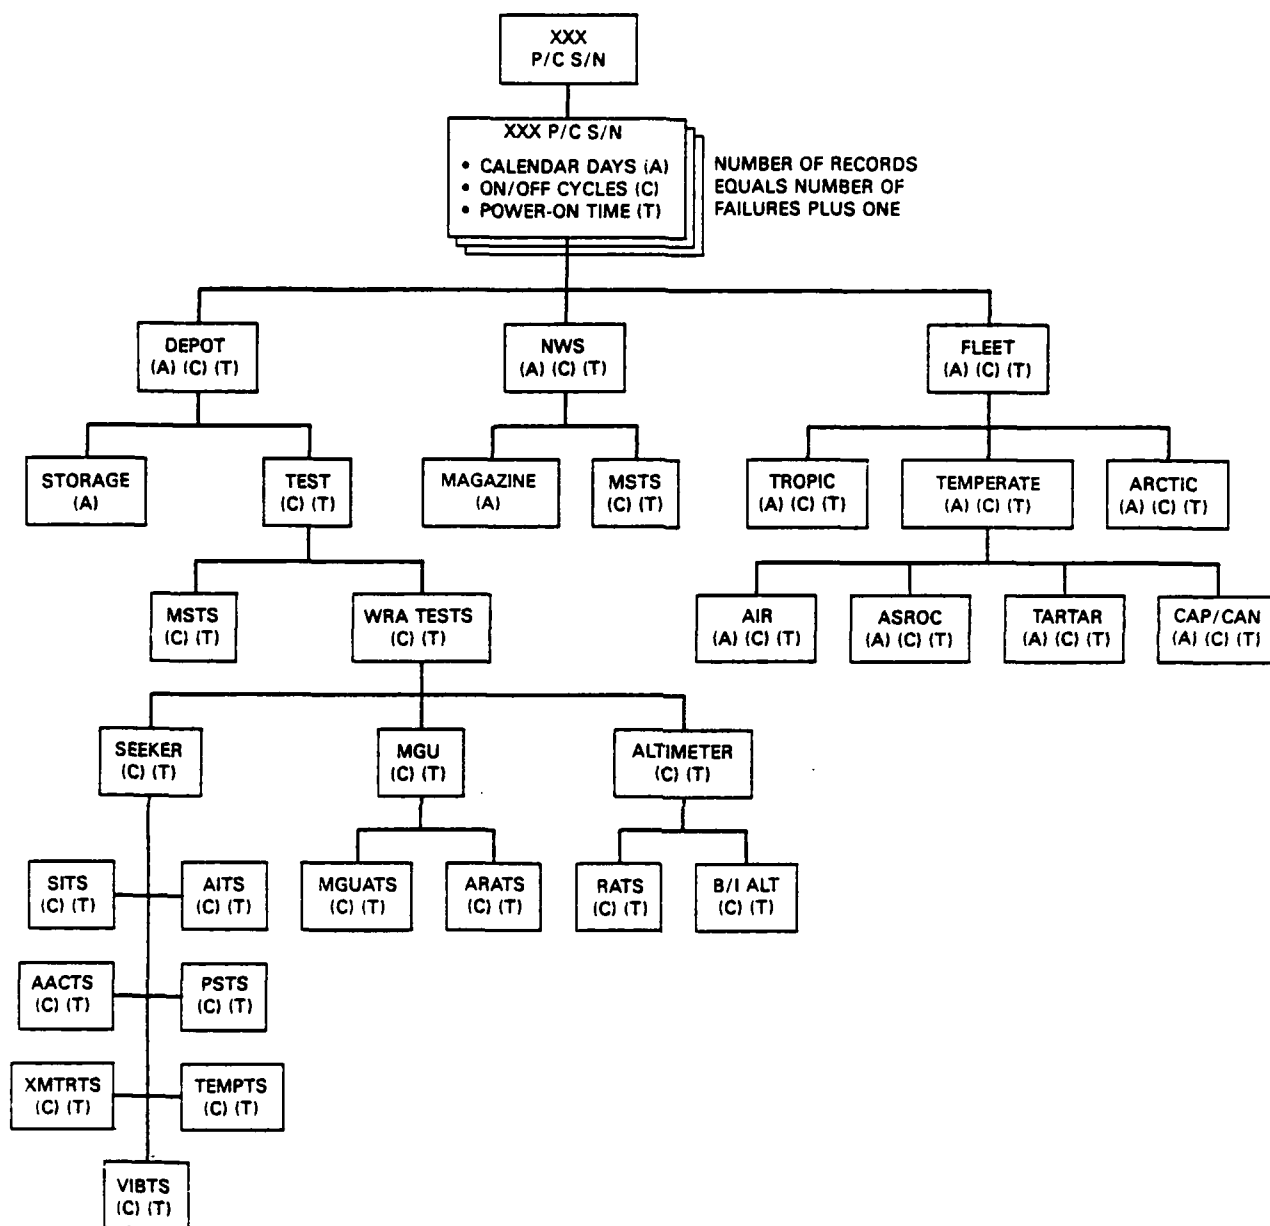 XXX
P/C S/N
XXX P/C S/N
• CALENDAR DAYS (A)
• ON/OFF CYCLES (C)
• POWER-ON TIME (T)
NUMBER OF RECORDS
EQUALS NUMBER OF
FAILURES PLUS ONE
DEPOT
(A) (C) (T)
NWS
(A) (C) (T)
FLEET
(A) (C) (T)
STORAGE
(A)
TEST
(C) (T)
MAGAZINE
(A)
MSTS
(C) (T)
TROPIC
(A) (C) (T)
TEMPERATE
(A) (C) (T)
ARCTIC
(A) (C) (T)
MSTS
(C) (T)
WRA TESTS
(C) (T)
AIR
(A) (C) (T)
ASROC
(A) (C) (T)
TARTAR
(A) (C) (T)
CAP/CAN
(A) (C) (T)
SEEKER
(C) (T)
MGU
(C) (T)
ALTIMETER
(C) (T)
SITS
(C) (T)
AITS
(C) (T)
MGUATS
(C) (T)
ARATS
(C) (T)
RATS
(C) (T)
B/I ALT
(C) (T)
AACTS
(C) (T)
PSTS
(C) (T)
XMTRTS
(C) (T)
TEMPTS
(C) (T)
VIBTS
(C) (T)